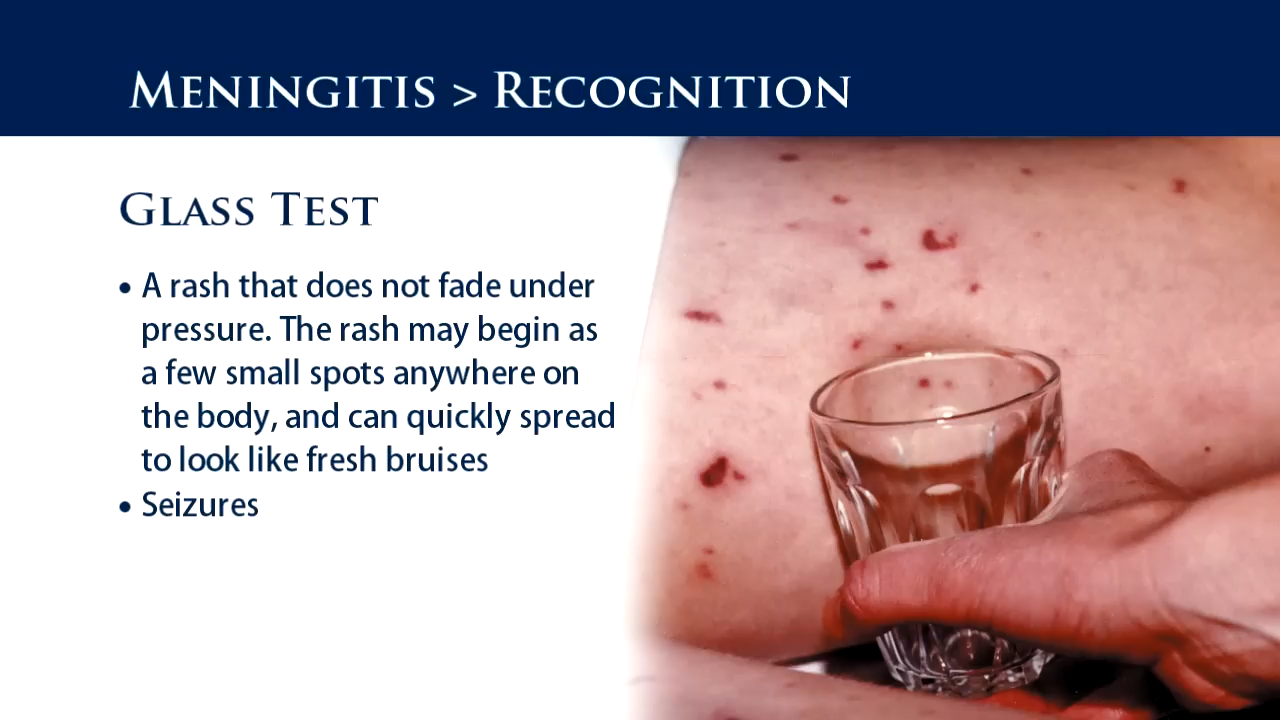 Meningitis > Recognition
Glass Test
• A rash that does not fade under
pressure. The rash may begin as
a few small spots anywhere on
the body, and can quickly spread
to look like fresh bruises
• Seizures